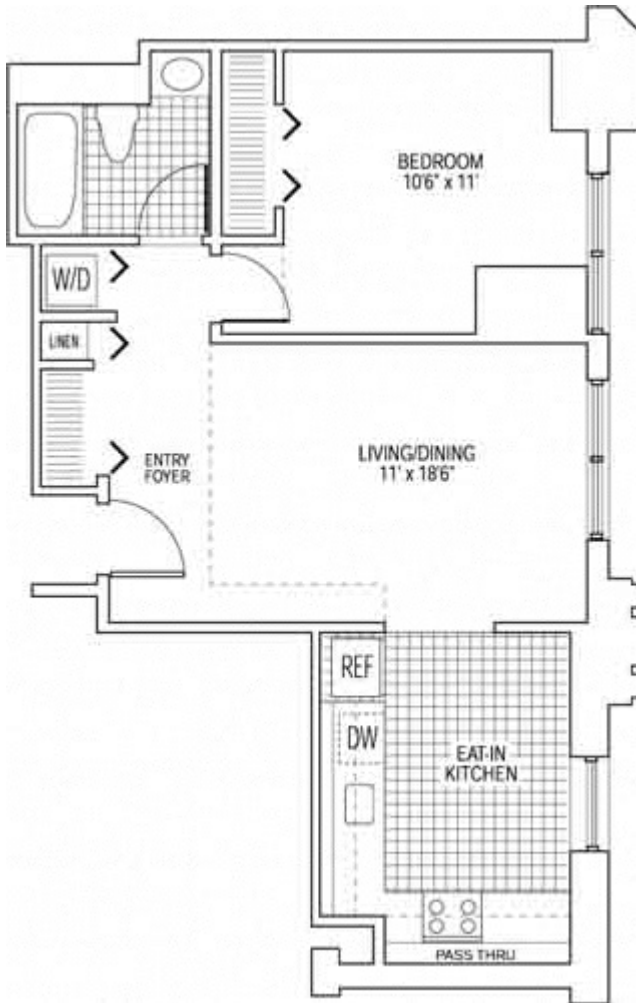 BEDROOM
10'6" x 11'
W/D
LINEN
ENTRY
FOYER
LIVING/DINING
11' x 18'6"
REF
DW
EAT-IN
KITCHEN
PASS THRU